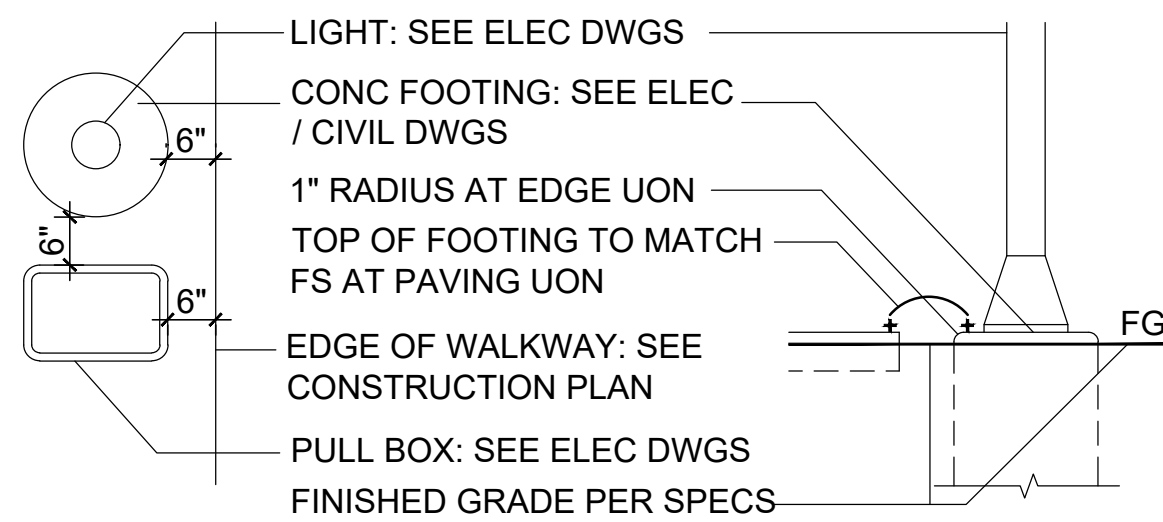 LIGHT: SEE ELEC DWGS
CONC FOOTING: SEE ELEC
/ CIVIL DWGS
6"
1" RADIUS AT EDGE UON
TOP OF FOOTING TO MATCH
FS AT PAVING UON
6"
6"
FG
EDGE OF WALKWAY: SEE
CONSTRUCTION PLAN
PULL BOX: SEE ELEC DWGS
FINISHED GRADE PER SPECS